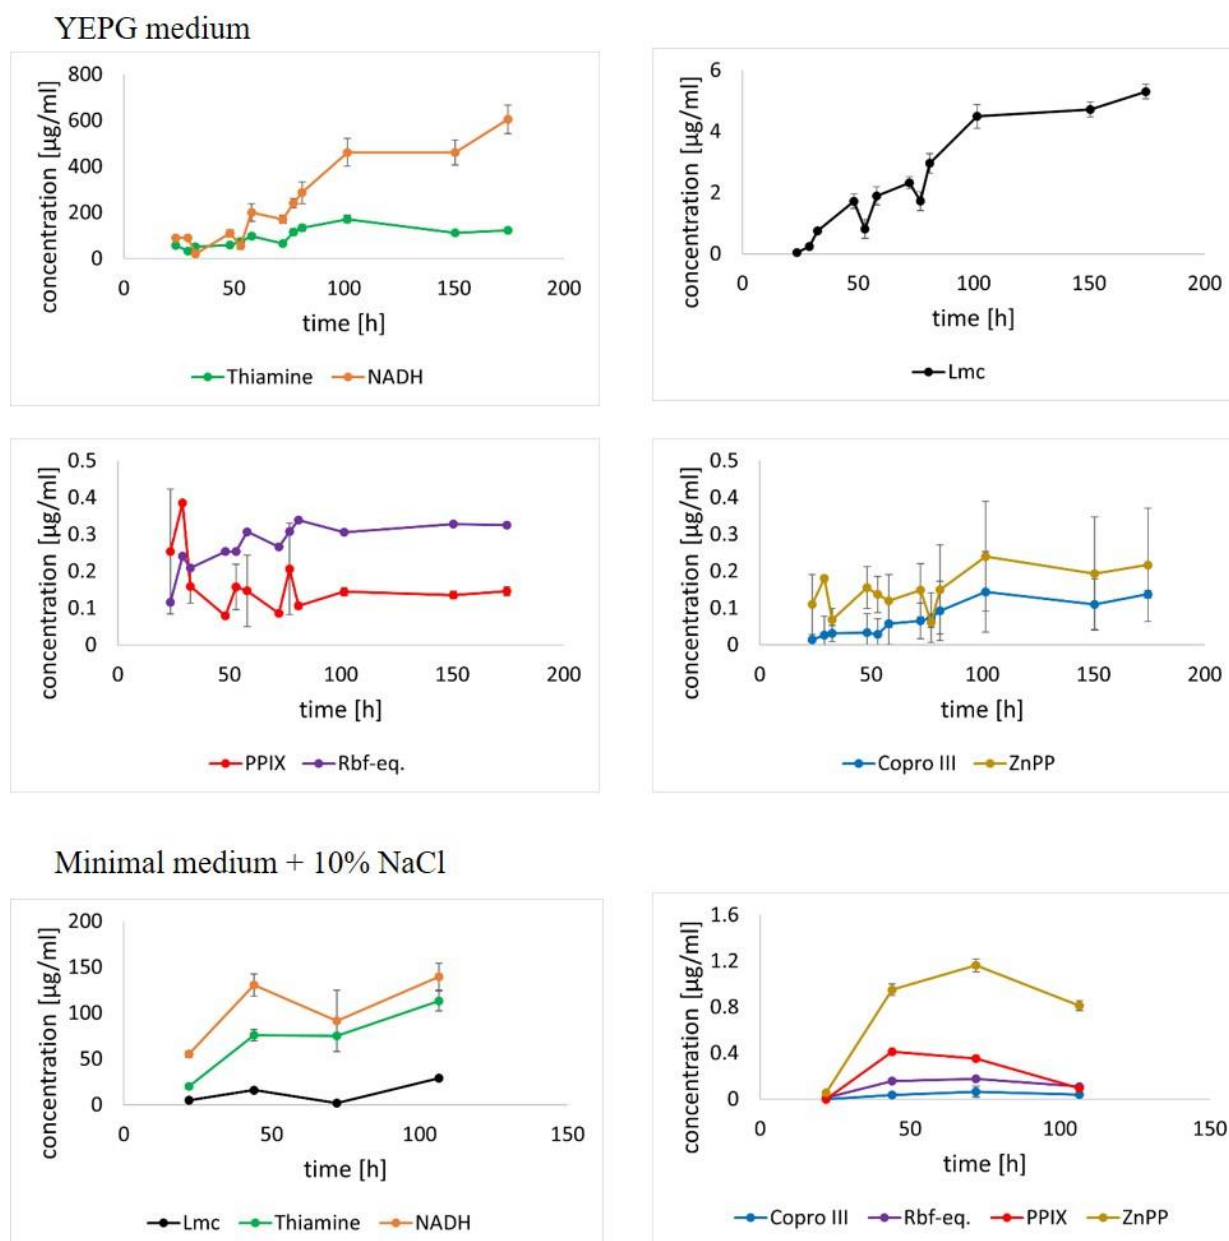 YEPG medium
concentration [µg/ml]
800
600
400
200
0
0 50 100 150 200
time [h]
Thiamine NADH
concentration [µg/ml]
6
4
2
0
0 50 100 150 200
time [h]
Lmc
concentration [µg/ml]
0.5
0.4
0.3
0.2
0.1
0
0 50 100 150 200
time [h]
PPIX Rbf-eq.
concentration [µg/ml]
0.5
0.4
0.3
0.2
0.1
0
0 50 100 150 200
time [h]
Copro III ZnPP
Minimal medium + 10% NaCl
concentration [µg/ml]
200
150
100
50
0
0 50 100 150
time [h]
Lmc Thiamine NADH
concentration [µg/ml]
1.6
1.2
0.8
0.4
0
0 50 100 150
time [h]
Copro III Rbf-eq. PPIX ZnPP